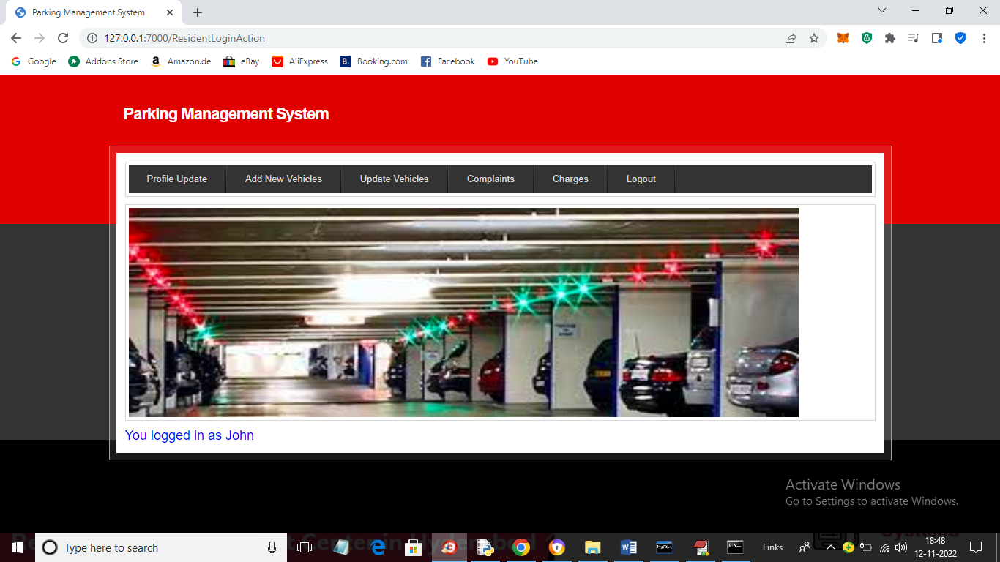 Parking Management System
127.0.0.1:7000/ResidentLoginAction
Google Addons Store Amazon.de eBay AliExpress Booking.com Facebook YouTube
Parking Management System
Profile Update Add New Vehicles Update Vehicles Complaints Charges Logout
You logged in as John
Activate Windows
Go to Settings to activate Windows.
Type here to search
Links
18:48
12-11-2022